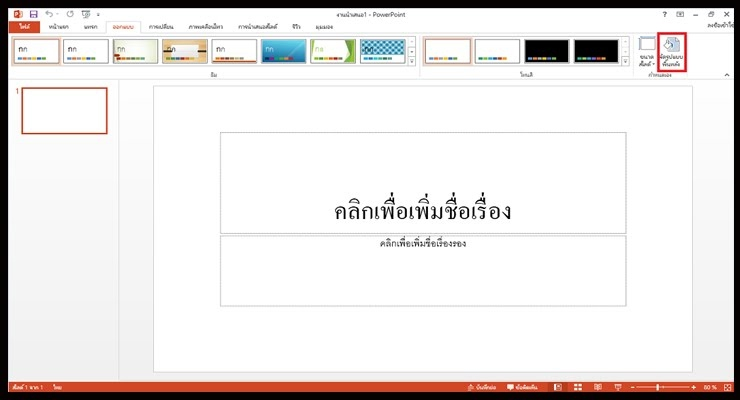 งานนำเสนอ1 - PowerPoint
ไฟล์ หน้าแรก แทรก ออกแบบ การเปลี่ยน ภาพเคลื่อนไหว การนำเสนอสไลด์ รีวิว มุมมอง ลงชื่อเข้าใช้
กก กก กก กก กก กก กก กก
ขนาด
สไลด์
จัดรูปแบบ
พื้นหลัง
ธีม โทนสี กำหนดเอง
1
คลิกเพื่อเพิ่มชื่อเรื่อง
คลิกเพื่อเพิ่มชื่อเรื่องรอง
สไลด์ 1 จาก 1 ไทย บันทึกย่อ ข้อคิดเห็น 80 %